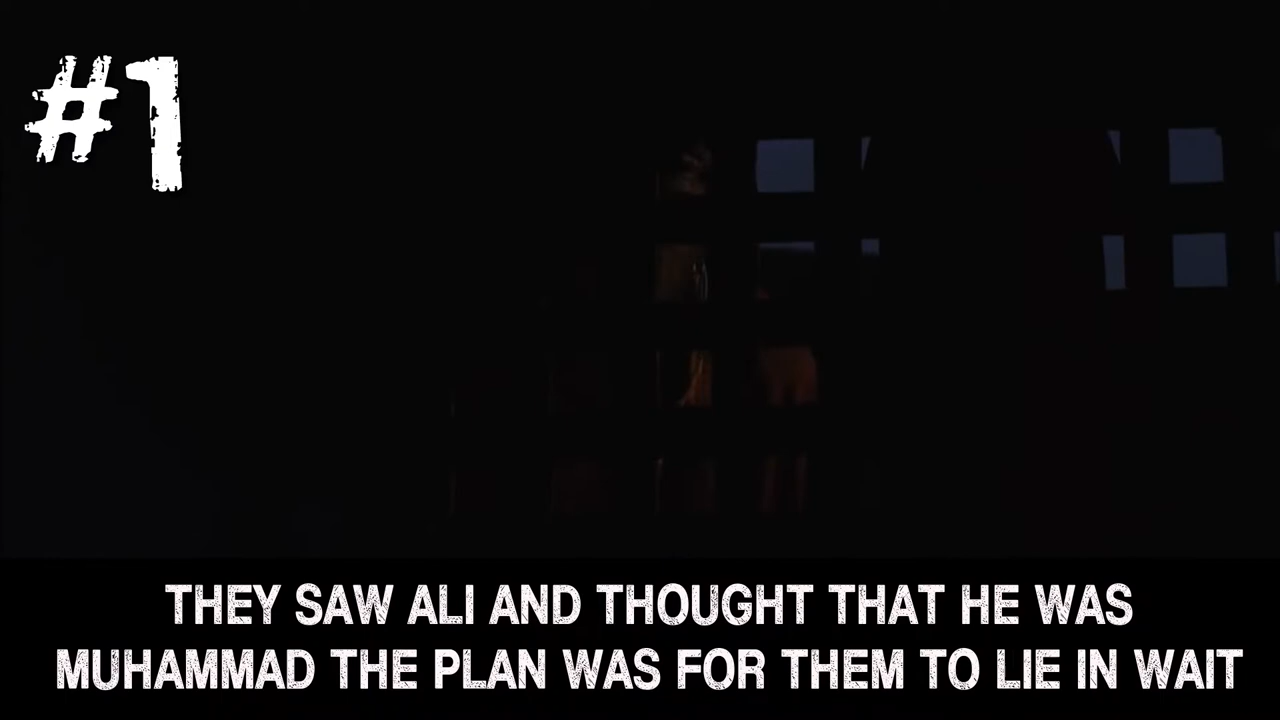 #1
THEY SAW ALI AND THOUGHT THAT HE WAS
MUHAMMAD THE PLAN WAS FOR THEM TO LIE IN WAIT